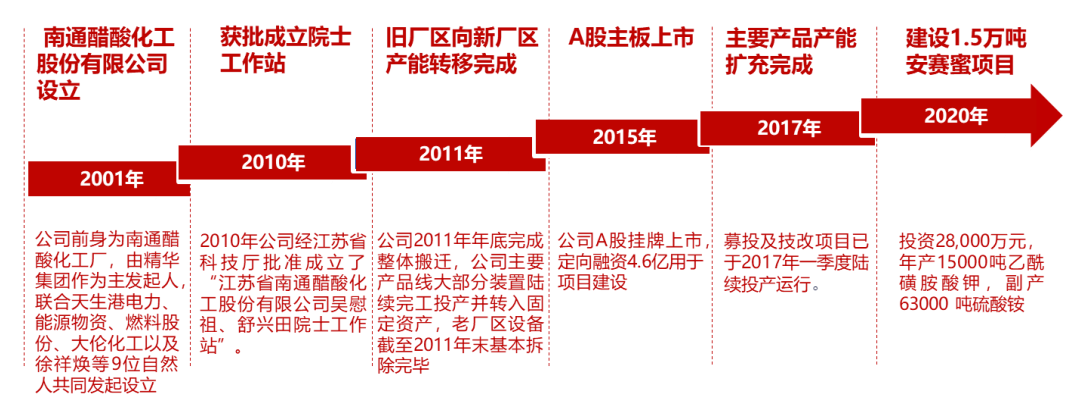 南通醋酸化工
股份有限公司
设立
获批成立院士
工作站
旧厂区向新厂区
产能转移完成
A股主板上市
主要产品产能
扩充完成
建设1.5万吨
安赛蜜项目
2001年
2010年
2011年
2015年
2017年
2020年
公司前身为南通醋
酸化工厂，由精华
集团作为主发起人，
联合天生港电力、
能源物资、燃料股
份、大伦化工以及
徐祥焕等9位自然
人共同发起设立
2010年公司经江苏省
科技厅批准成立了
“江苏省南通醋酸化
工股份有限公司吴慰
祖、舒兴田院士工作
站”。
公司2011年年底完成
整体搬迁，公司主要
产品线大部分装置陆
续完工投产并转入固
定资产，老厂区设备
截至2011年末基本拆
除完毕
公司A股挂牌上市，
定向融资4.6亿用于
项目建设
募投及技改项目已
于2017年一季度陆
续投产运行。
投资28,000万元，
年产15000吨乙酰
磺胺酸钾，副产
63000 吨硫酸铵